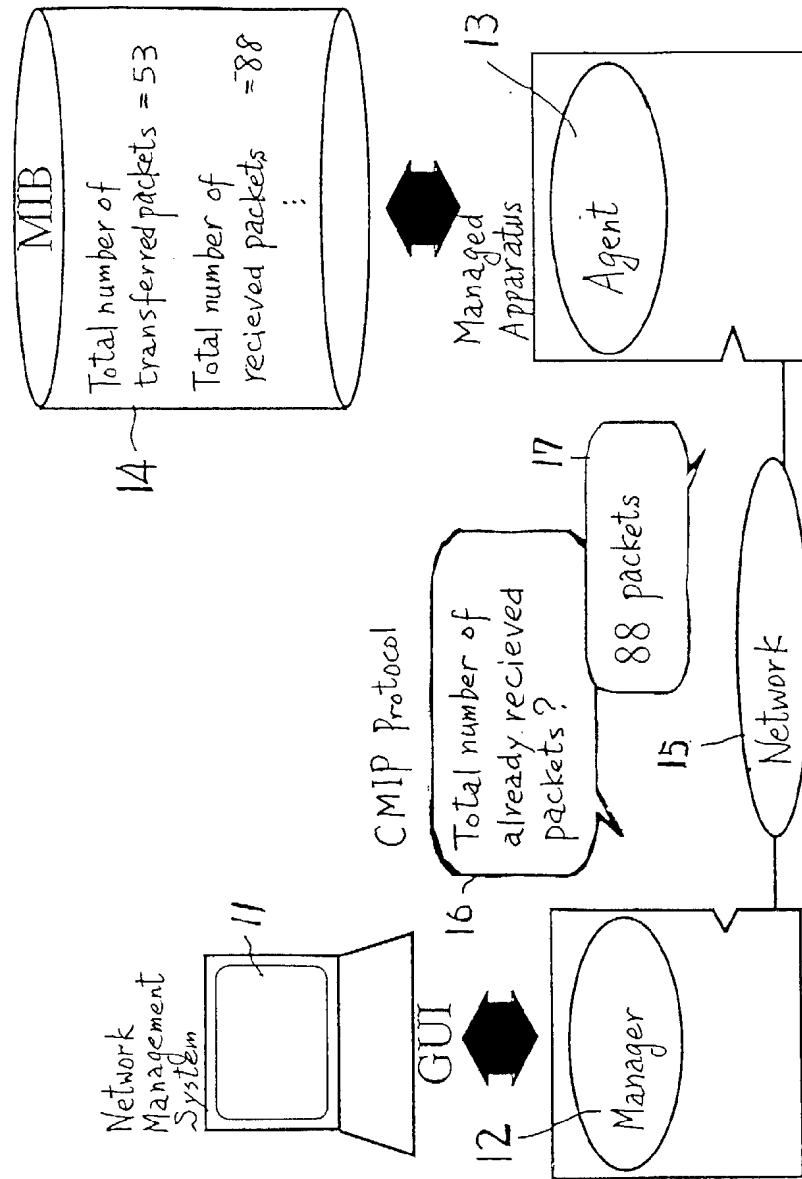 Network
Management
System
11
GUI
12
Manager
CMIP Protocol
16
Total number of
already recieved
packets?
17
88 packets
15
Network
MIB
14
Total number of
transferred packets = 53
Total number of
recieved packets = 88
⋮
Managed
Apparatus
13
Agent